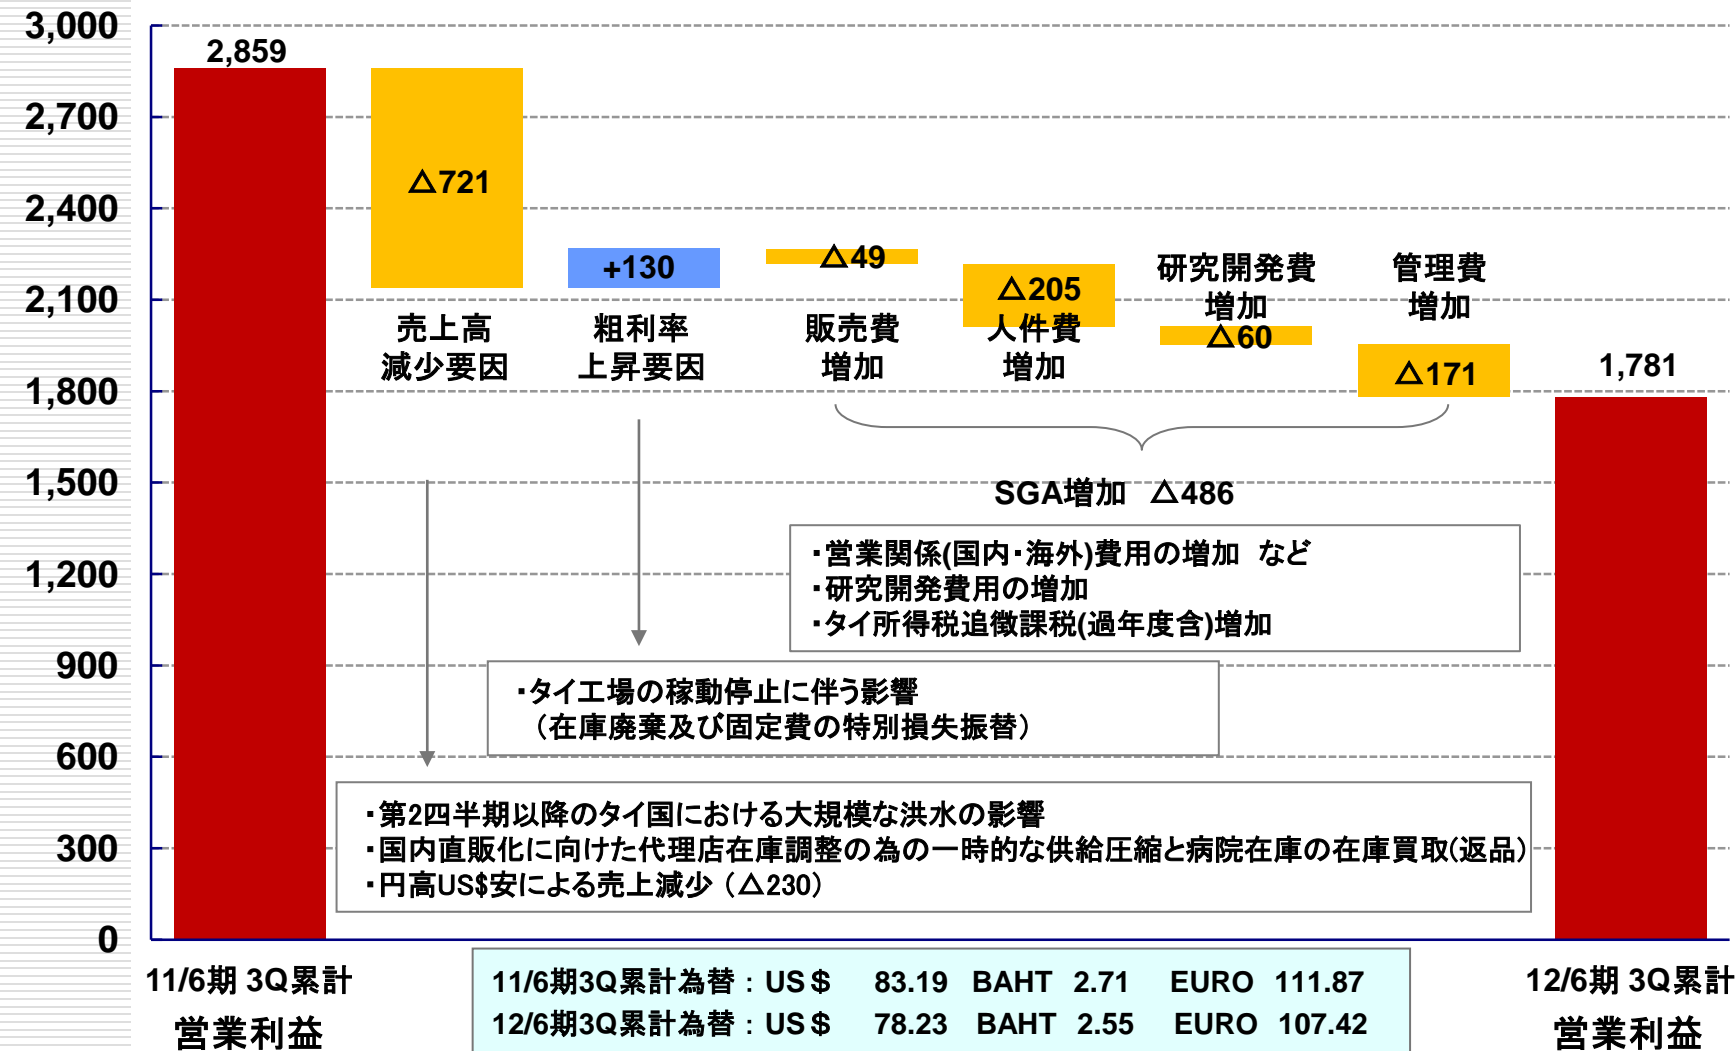 3,000
2,700
2,400
2,100
1,800
1,500
1,200
900
600
300
0
2,859
△721
売上高
減少要因
+130
粗利率
上昇要因
△49
販売費
増加
△205
人件費
増加
研究開発費
増加
△60
管理費
増加
△171
1,781
SGA増加 △486
・営業関係(国内・海外)費用の増加 など
・研究開発費用の増加
・タイ所得税追徴課税(過年度含)増加
・タイ工場の稼動停止に伴う影響
（在庫廃棄及び固定費の特別損失振替）
・第2四半期以降のタイ国における大規模な洪水の影響
・国内直販化に向けた代理店在庫調整の為の一時的な供給圧縮と病院在庫の在庫買取(返品)
・円高US$安による売上減少（△230）
11/6期 3Q累計
営業利益
11/6期3Q累計為替：US＄ 83.19 BAHT 2.71 EURO 111.87
12/6期3Q累計為替：US＄ 78.23 BAHT 2.55 EURO 107.42
12/6期 3Q累計
営業利益